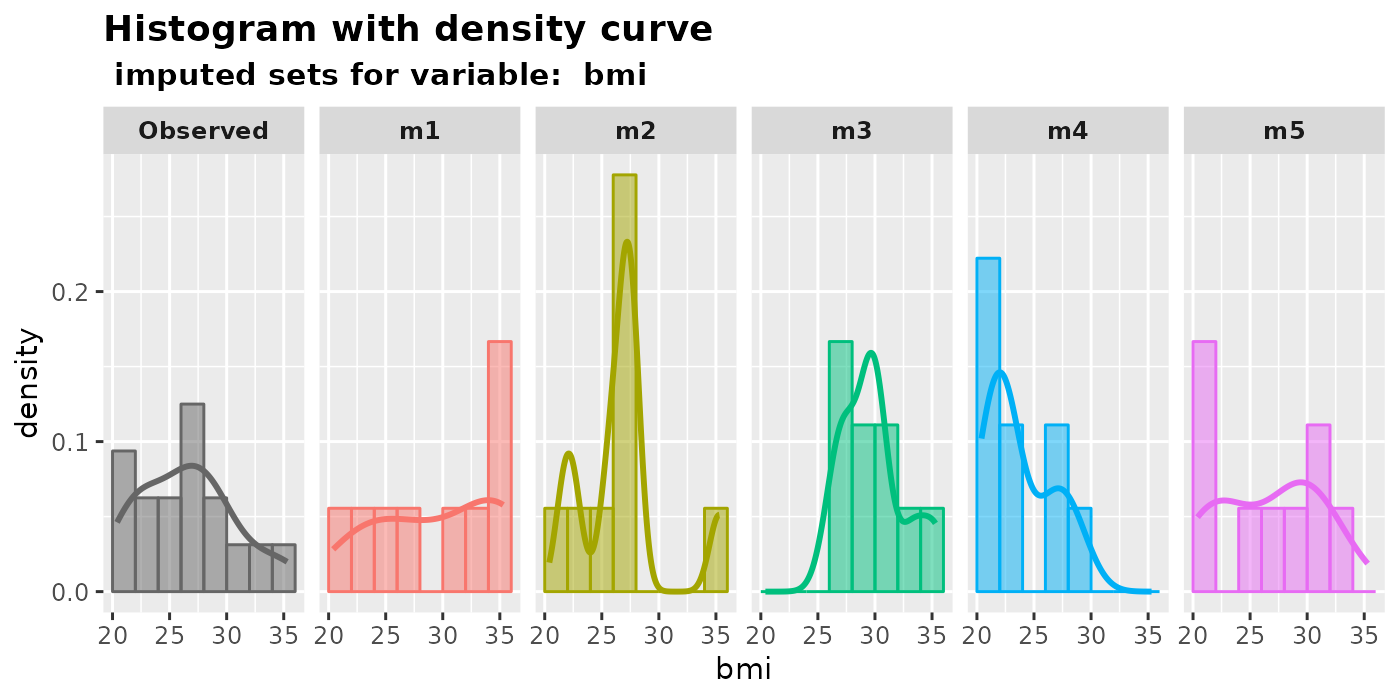 Histogram with density curve
imputed sets for variable:  bmi
Observed m1 m2 m3 m4 m5
density
0.2
0.1
0.0
20 25 30 35 20 25 30 35 20 25 30 35 20 25 30 35 20 25 30 35 20 25 30 35
bmi